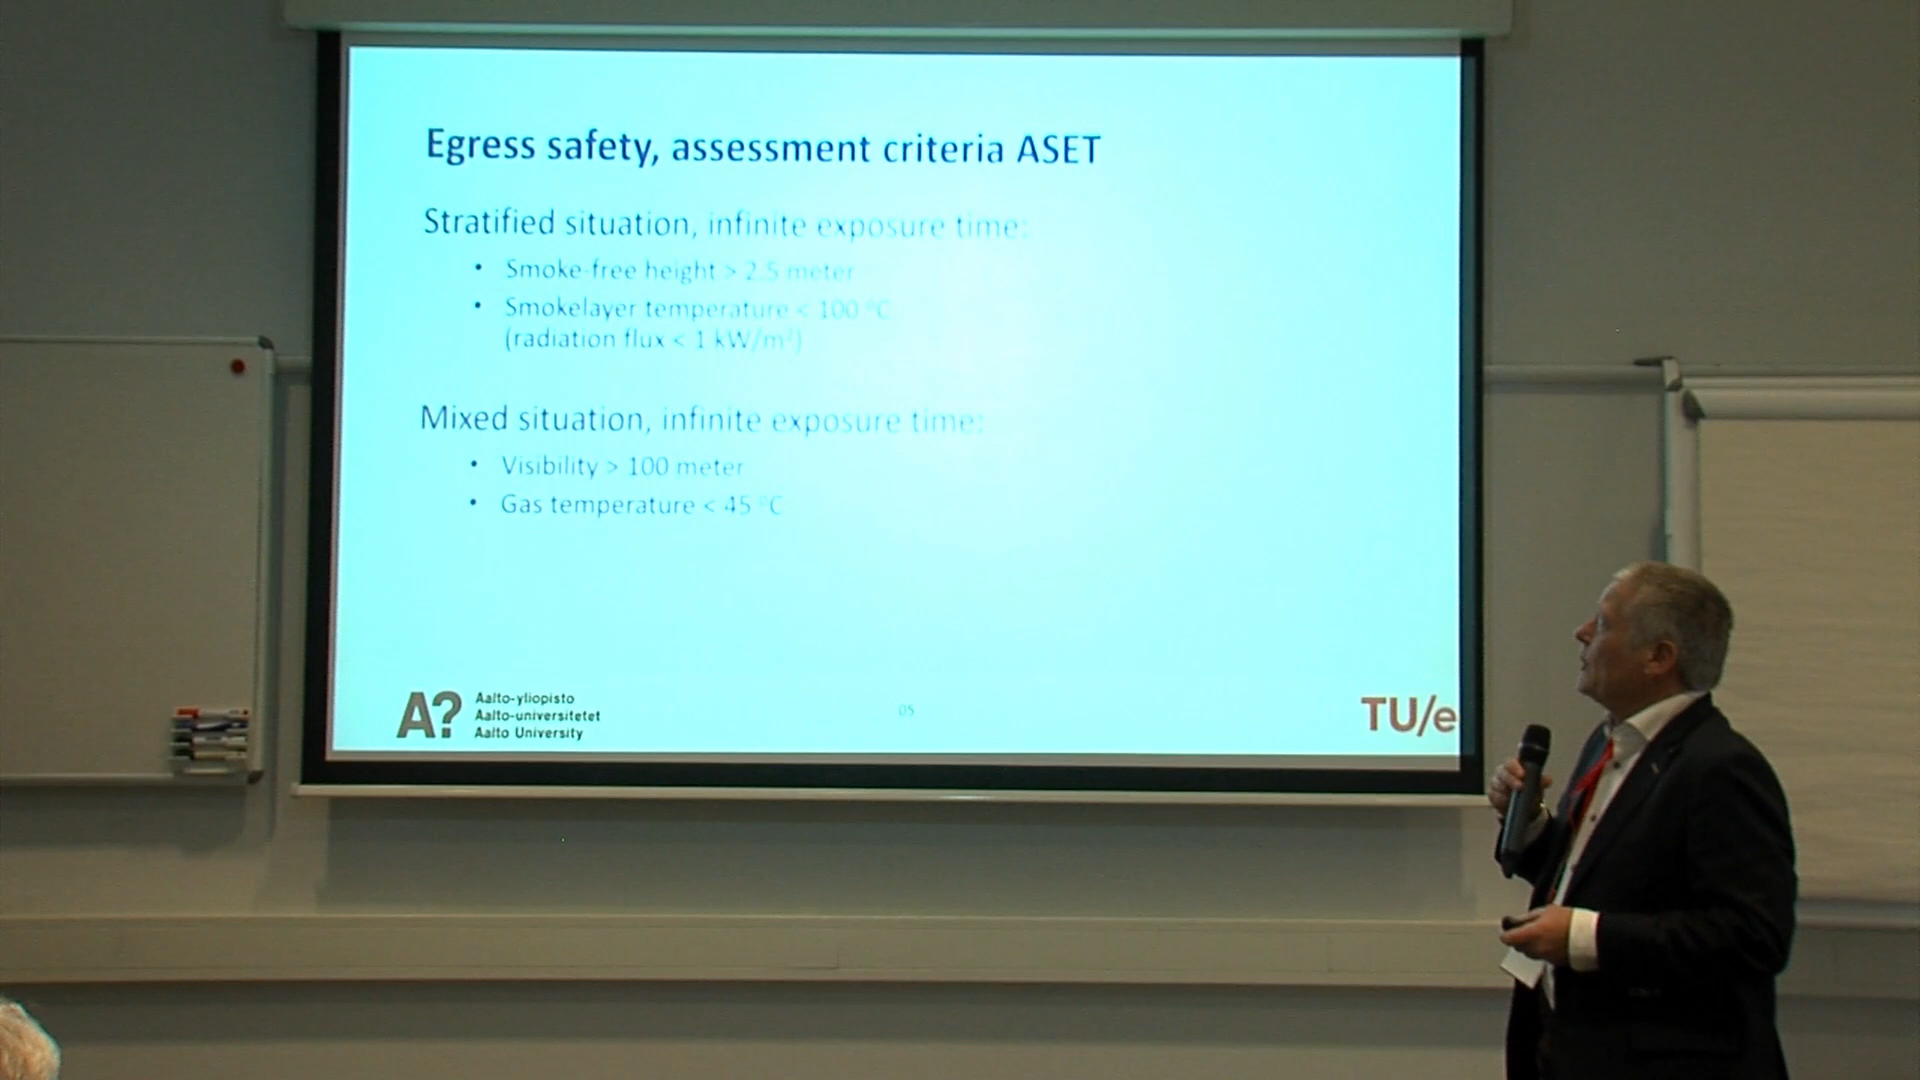 Egress safety, assessment criteria ASET
Stratified situation, infinite exposure time:
• Smoke-free height > 2.5 meter
• Smokelayer temperature < 100 °C
(radiation flux < 1 kW/m²)
Mixed situation, infinite exposure time:
• Visibility > 100 meter
• Gas temperature < 45 °C
A? Aalto-yliopisto
Aalto-universitetet
Aalto University
05
TU/e